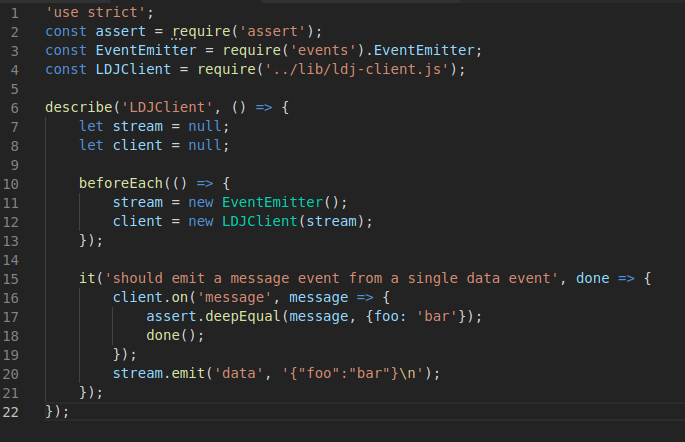 1 'use strict';
2 const assert = require('assert');
3 const EventEmitter = require('events').EventEmitter;
4 const LDJClient = require('../lib/ldj-client.js');
5
6 describe('LDJClient', () => {
7     let stream = null;
8     let client = null;
9
10     beforeEach(() => {
11         stream = new EventEmitter();
12         client = new LDJClient(stream);
13     });
14
15     it('should emit a message event from a single data event', done => {
16         client.on('message', message => {
17             assert.deepEqual(message, {foo: 'bar'});
18             done();
19         });
20         stream.emit('data', '{"foo":"bar"}\n');
21     });
22 });